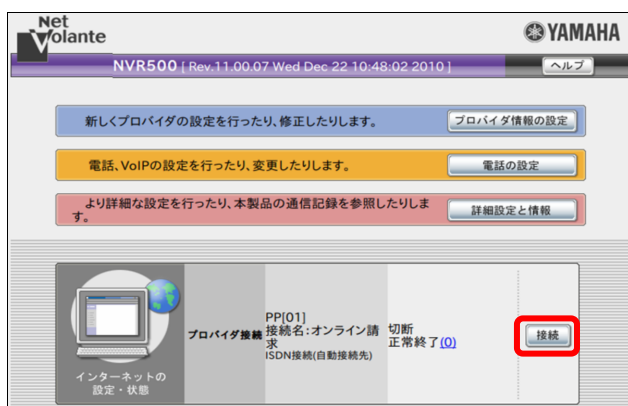 Net
Volante
YAMAHA
NVR500 [ Rev.11.00.07 Wed Dec 22 10:48:02 2010 ]
ヘルプ
新しくプロバイダの設定を行ったり、修正したりします。
プロバイダ情報の設定
電話、VoIPの設定を行ったり、変更したりします。
電話の設定
より詳細な設定を行ったり、本製品の通信記録を参照したりしま
す。
詳細設定と情報
インターネットの
設定・状態
プロバイダ接続
PP[01]
接続名:オンライン請
求
ISDN接続(自動接続先)
切断
正常終了(0)
接続